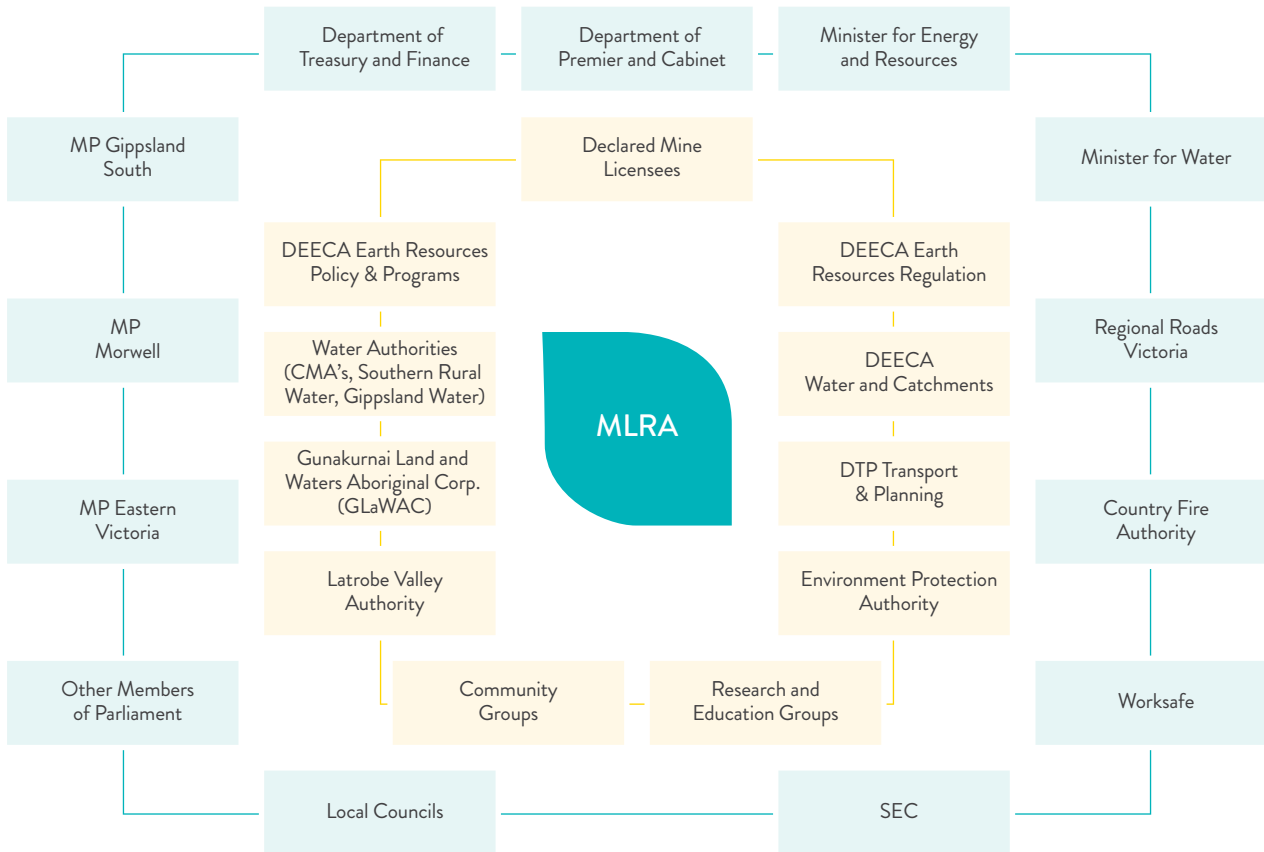 Department of
Treasury and Finance
Department of
Premier and Cabinet
Minister for Energy
and Resources
MP Gippsland
South
Declared Mine
Licensees
Minister for Water
DEECA Earth Resources
Policy & Programs
DEECA Earth
Resources Regulation
MP
Morwell
Water Authorities
(CMA's, Southern Rural
Water, Gippsland Water)
MLRA
DEECA
Water and Catchments
Regional Roads
Victoria
MP Eastern
Victoria
Gunakurnai Land and
Waters Aboriginal Corp.
(GLaWAC)
DTP Transport
& Planning
Country Fire
Authority
Latrobe Valley
Authority
Environment Protection
Authority
Other Members
of Parliament
Community
Groups
Research and
Education Groups
Worksafe
Local Councils
SEC